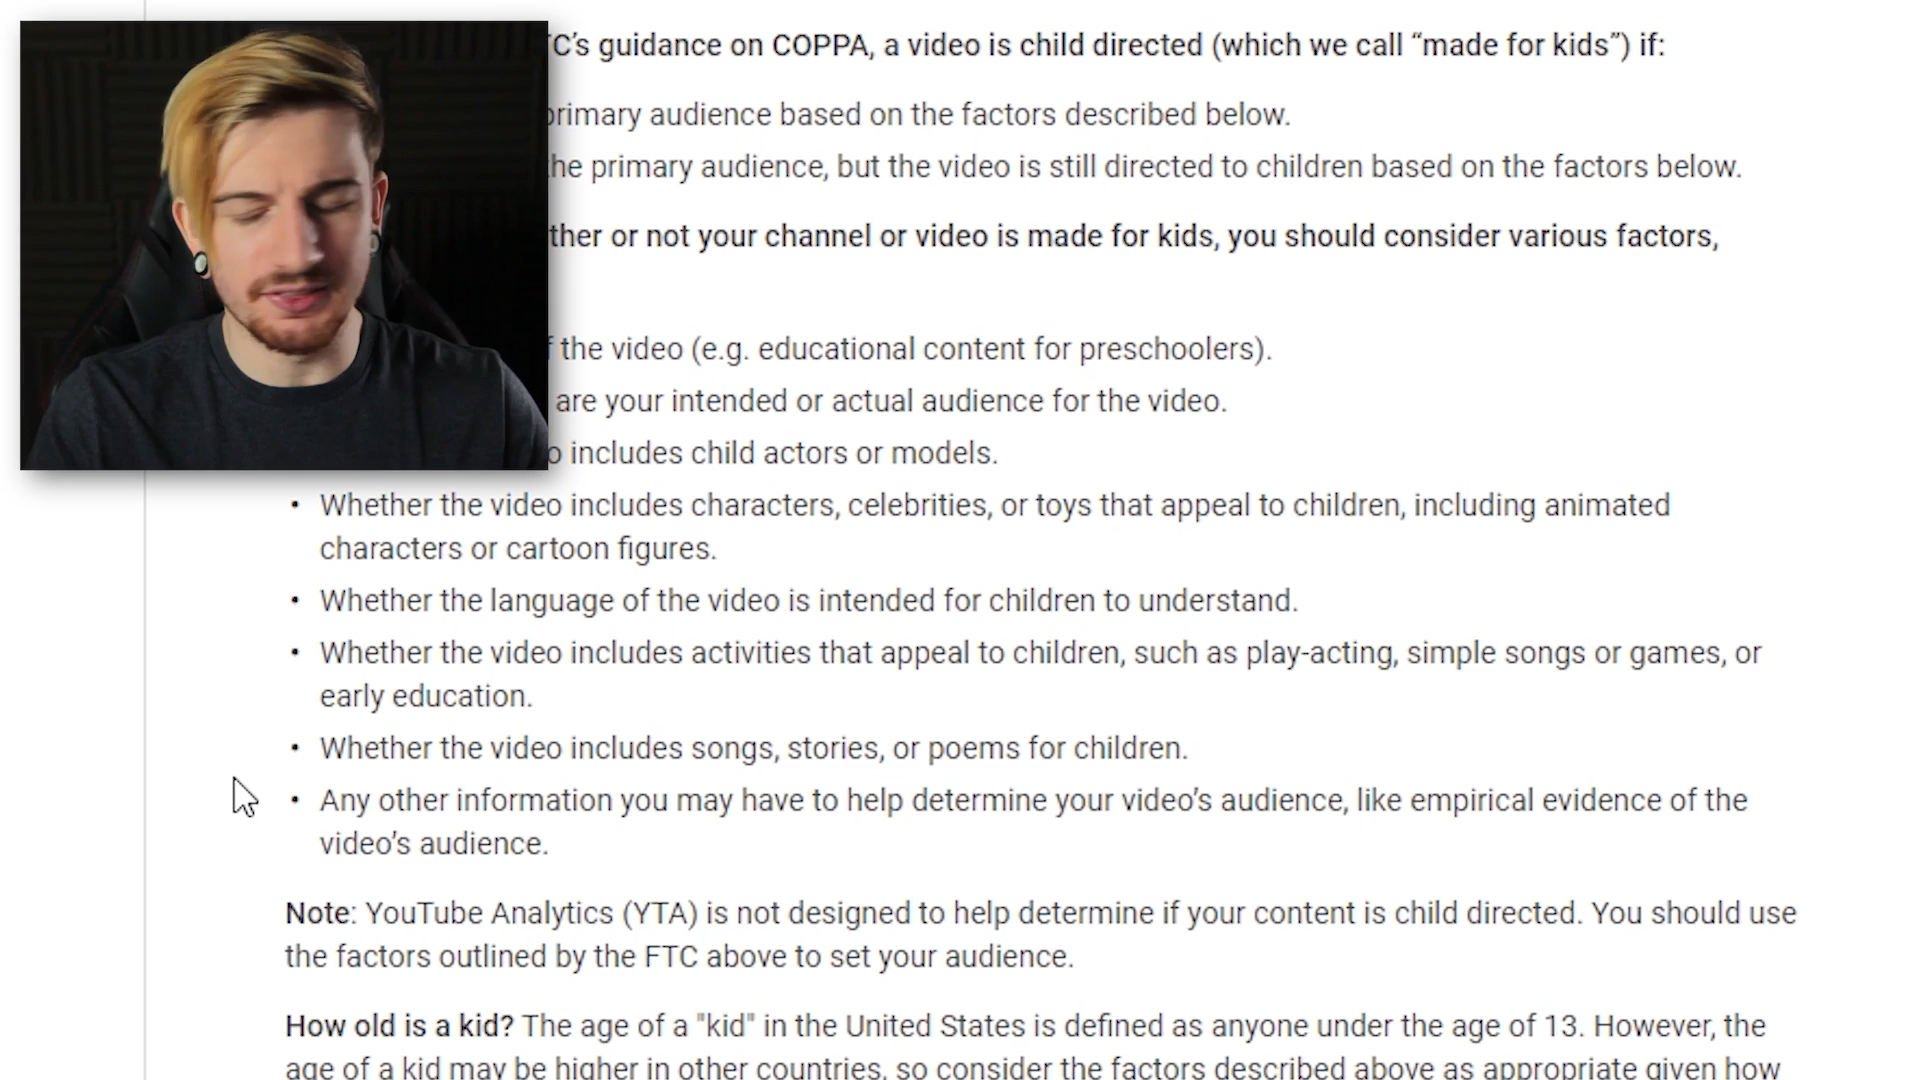 C’s guidance on COPPA, a video is child directed (which we call “made for kids”) if:
primary audience based on the factors described below.
the primary audience, but the video is still directed to children based on the factors below.
ther or not your channel or video is made for kids, you should consider various factors,
f the video (e.g. educational content for preschoolers).
are your intended or actual audience for the video.
o includes child actors or models.
• Whether the video includes characters, celebrities, or toys that appeal to children, including animated
characters or cartoon figures.
• Whether the language of the video is intended for children to understand.
• Whether the video includes activities that appeal to children, such as play-acting, simple songs or games, or
early education.
• Whether the video includes songs, stories, or poems for children.
• Any other information you may have to help determine your video’s audience, like empirical evidence of the
video’s audience.
Note: YouTube Analytics (YTA) is not designed to help determine if your content is child directed. You should use
the factors outlined by the FTC above to set your audience.
How old is a kid? The age of a "kid" in the United States is defined as anyone under the age of 13. However, the
age of a kid may be higher in other countries, so consider the factors described above as appropriate given how